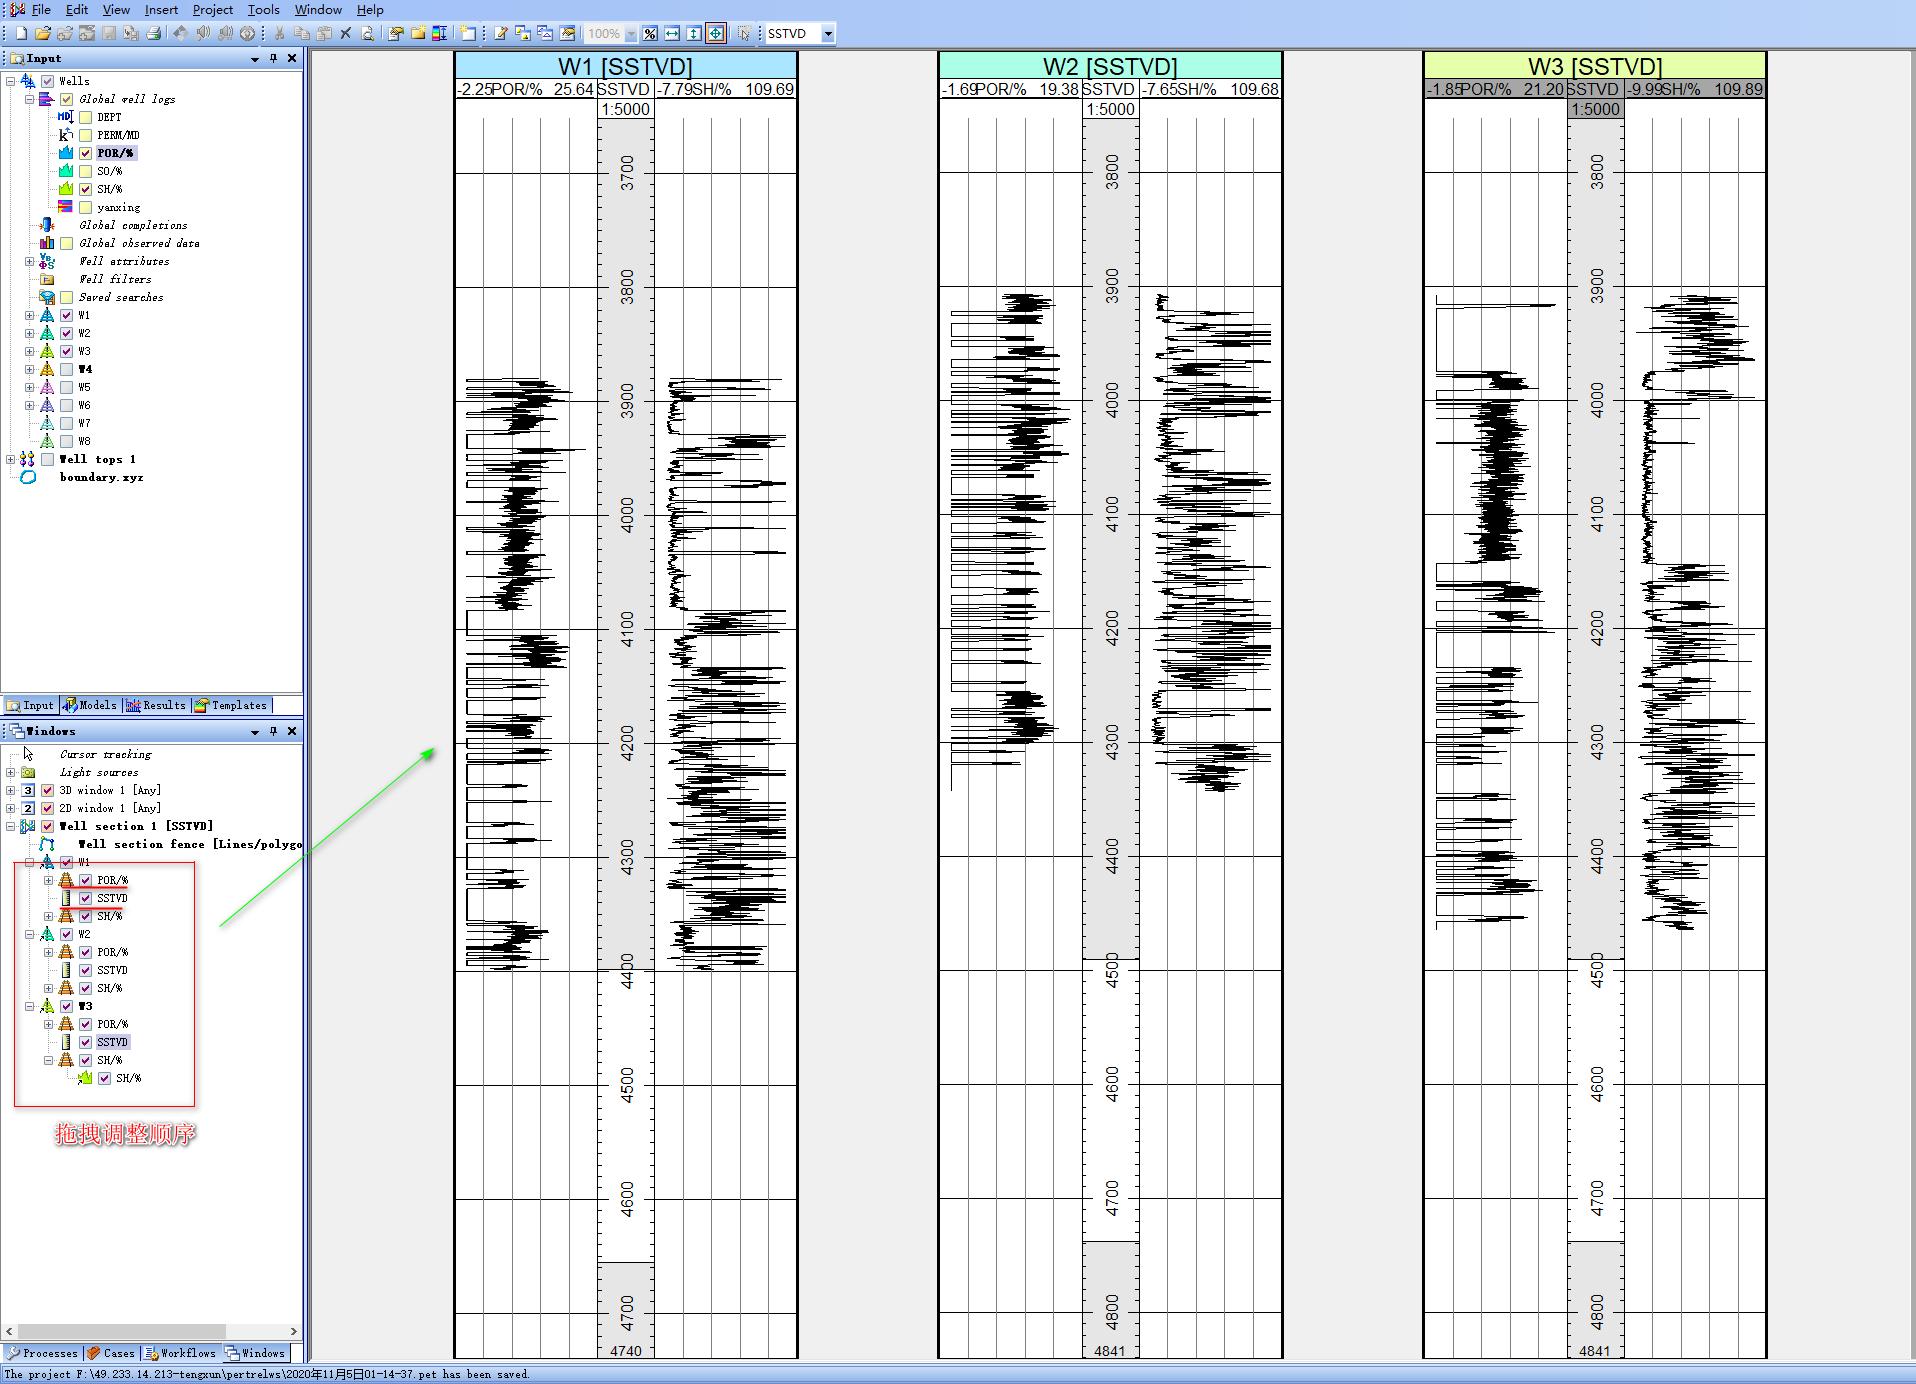 File Edit View Insert Project Tools Window Help
100% % SSTVD
Input
Wells
Global well logs
DEPT
PERM/MD
POR/%
SO/%
SH/%
yanxing
Global completions
Global observed data
Well attributes
Well filters
Saved searches
W1
W2
W3
W4
W5
W6
W7
W8
Well tops 1
boundary.xyz
Input Models Results Templates
Windows
Cursor tracking
Light sources
3D window 1 [Any]
2D window 1 [Any]
Well section 1 [SSTVD]
Well section fence [Lines/polygo
W1
POR/%
SSTVD
SH/%
W2
POR/%
SSTVD
SH/%
W3
POR/%
SSTVD
SH/%
SH/%
拖拽调整顺序
Processes Cases Workflows Windows
W1 [SSTVD]
-2.25 POR/% 25.64 SSTVD -7.79 SH/% 109.69
1:5000
3700
3800
3900
4000
4100
4200
4300
4400
4500
4600
4700
4740
W2 [SSTVD]
-1.69 POR/% 19.38 SSTVD -7.65 SH/% 109.68
1:5000
3800
3900
4000
4100
4200
4300
4400
4500
4600
4700
4800
4841
W3 [SSTVD]
-1.85 POR/% 21.20 SSTVD -9.99 SH/% 109.89
1:5000
3800
3900
4000
4100
4200
4300
4400
4500
4600
4700
4800
4841
The project F:\49.233.14.213-tengxun\pertrelws\2020年11月5日01-14-37.pet has been saved.